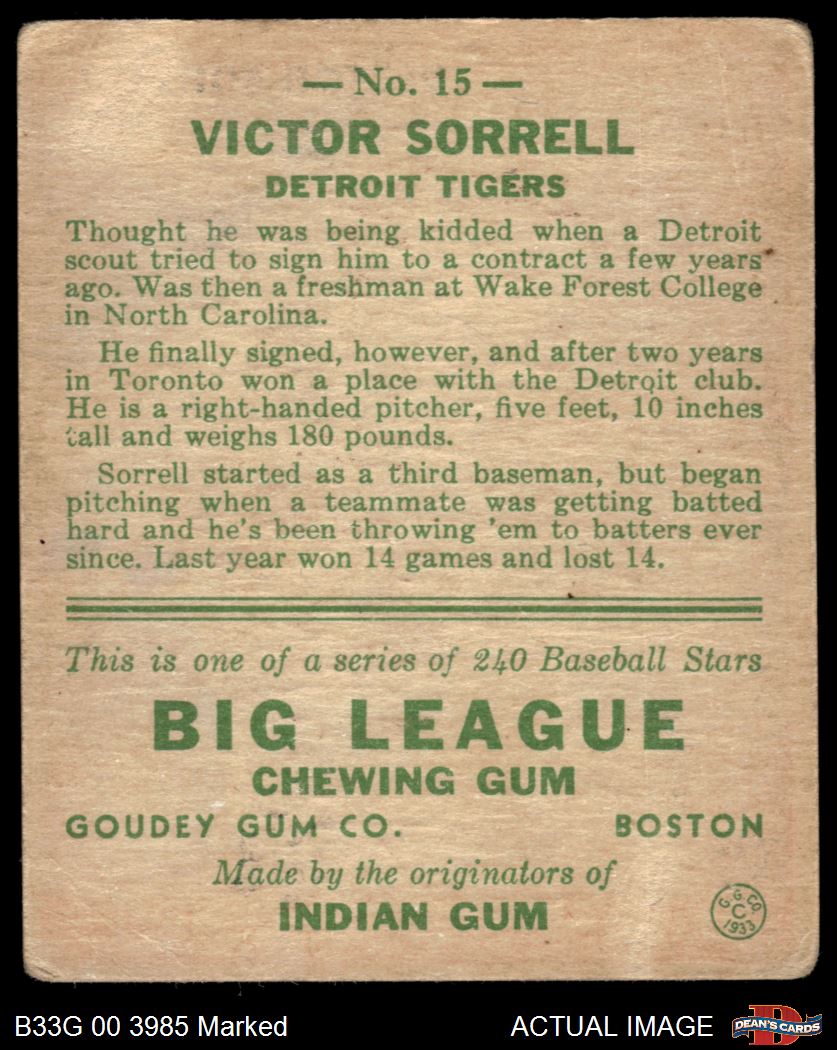 — No. 15 —
VICTOR SORRELL
DETROIT TIGERS
Thought he was being kidded when a Detroit
scout tried to sign him to a contract a few years
ago. Was then a freshman at Wake Forest College
in North Carolina.
He finally signed, however, and after two years
in Toronto won a place with the Detroit club.
He is a right-handed pitcher, five feet, 10 inches
tall and weighs 180 pounds.
Sorrell started as a third baseman, but began
pitching when a teammate was getting batted
hard and he's been throwing 'em to batters ever
since. Last year won 14 games and lost 14.
This is one of a series of 240 Baseball Stars
BIG LEAGUE
CHEWING GUM
GOUDEY GUM CO. BOSTON
Made by the originators of
INDIAN GUM
G. G. CO.
C
1933
B33G 00 3985 Marked ACTUAL IMAGE
D
DEAN'S CARDS